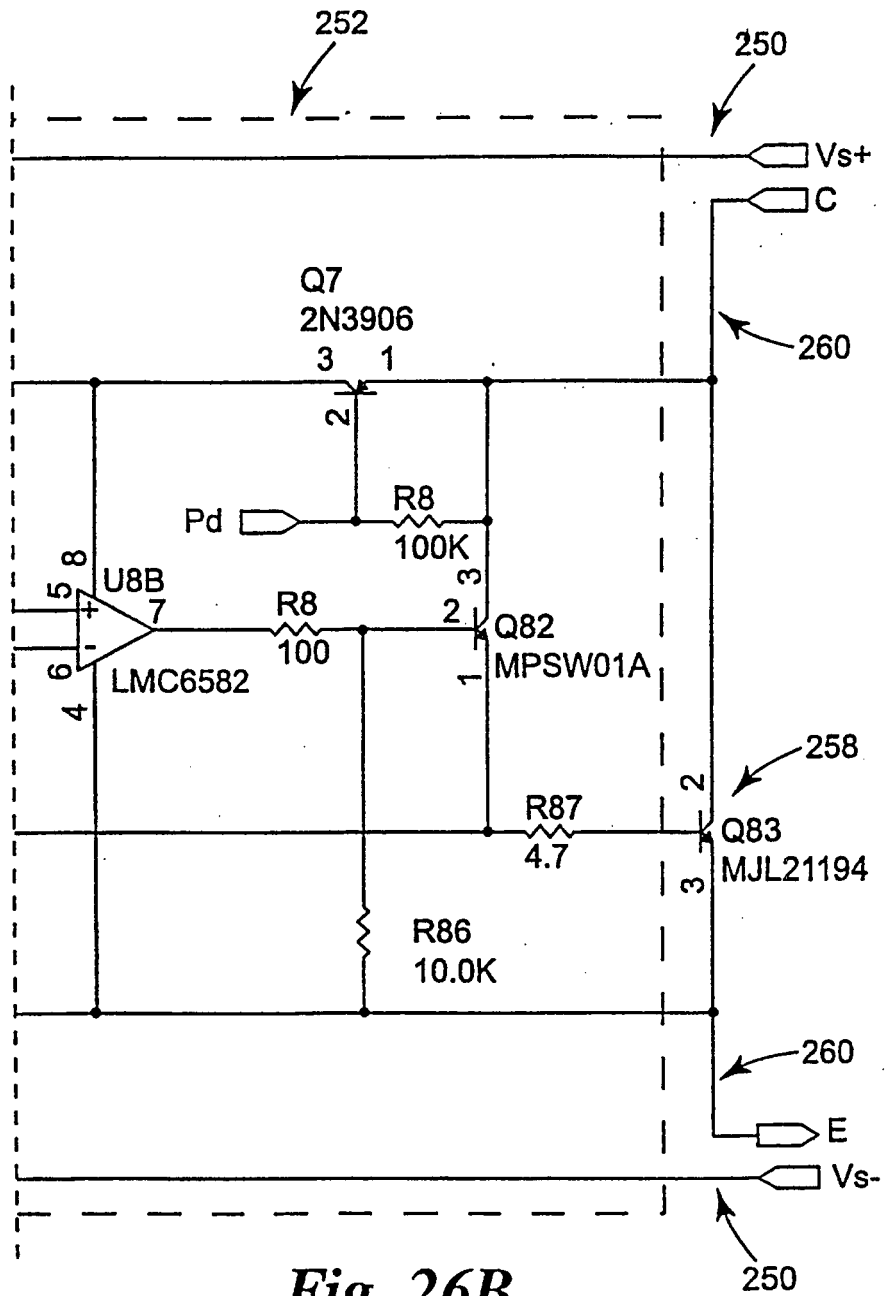 252
250
Vs+
C
Q7
2N3906
260
3 1
2
Pd
R8
100K
8
3
5
U8B
+
7
R8
2
Q82
-
100
MPSW01A
6
LMC6582
1
4
258
2
R87
Q83
4.7
MJL21194
3
R86
10.0K
260
E
Vs-
250
Fig. 26B